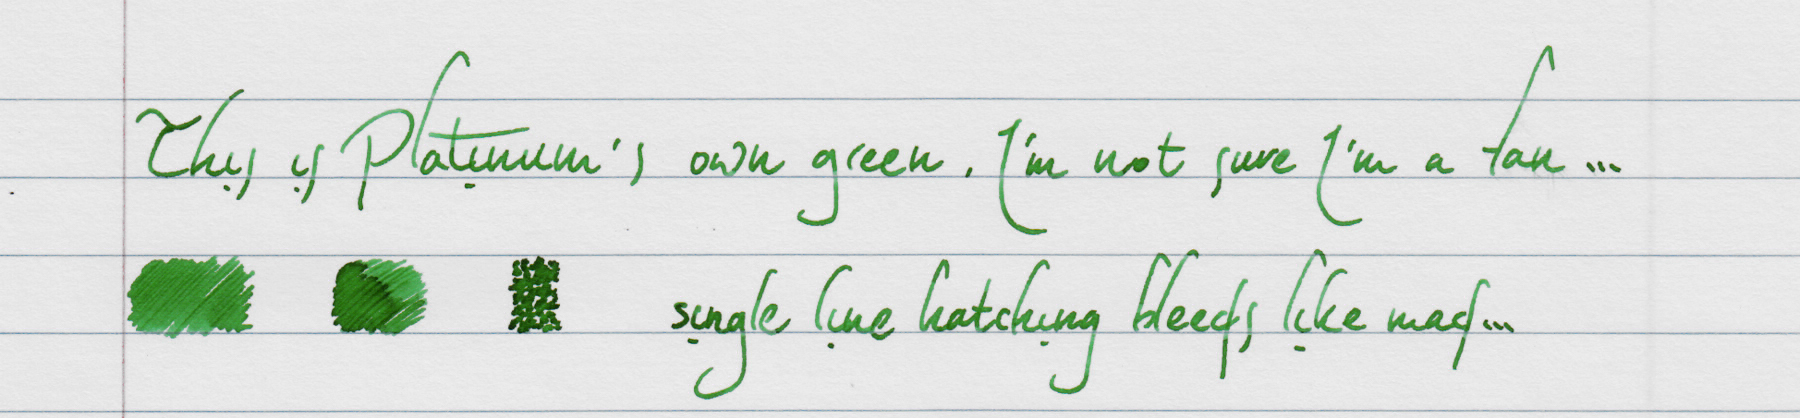 This is Platinum's own green. I'm not sure I'm a fan...
single line hatching bleeds like mad...